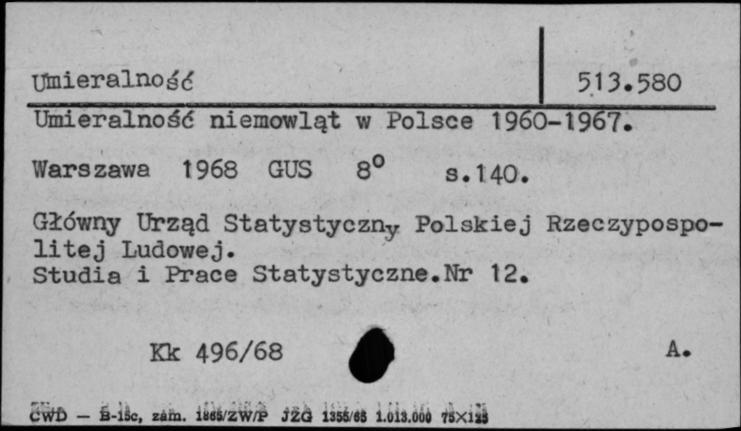 Umieralność 513.580
Umieralność niemowląt w Polsce 1960-1967.
Warszawa 1968 GUS 8° s.140.
Główny Urząd Statystyczny Polskiej Rzeczypospo-
litej Ludowej.
Studia i Prace Statystyczne.Nr 12.
Kk 496/68 A.
CWD — B-15c, zam. 1865/ZW/P JZG 1355/65 1.013.000 75×125